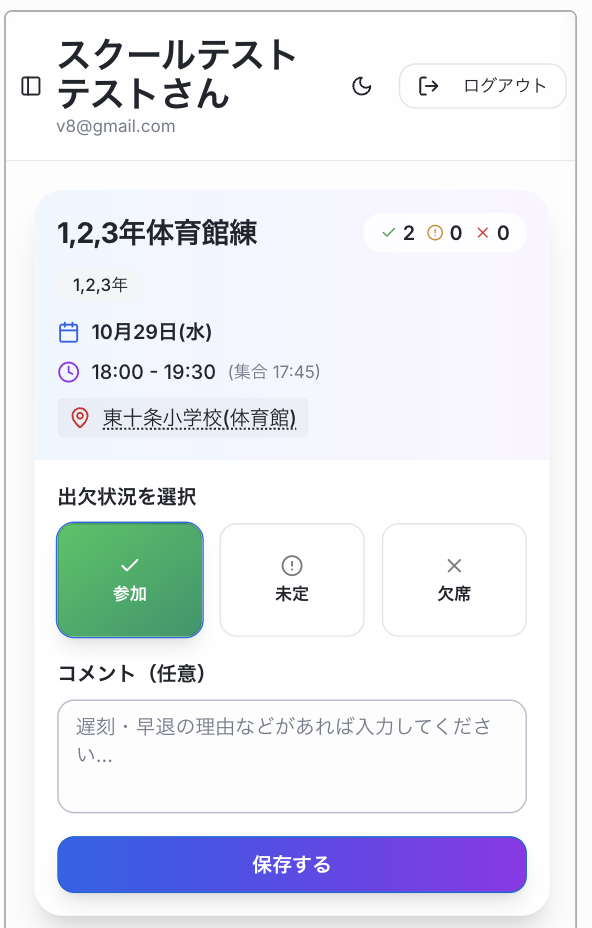 スクールテスト
テストさん
v8@gmail.com
ログアウト
1,2,3年体育館練
2 0 0
1,2,3年
10月29日(水)
18:00 - 19:30 (集合 17:45)
東十条小学校(体育館)
出欠状況を選択
参加 未定 欠席
コメント（任意）
遅刻・早退の理由などがあれば入力してくださ
い...
保存する